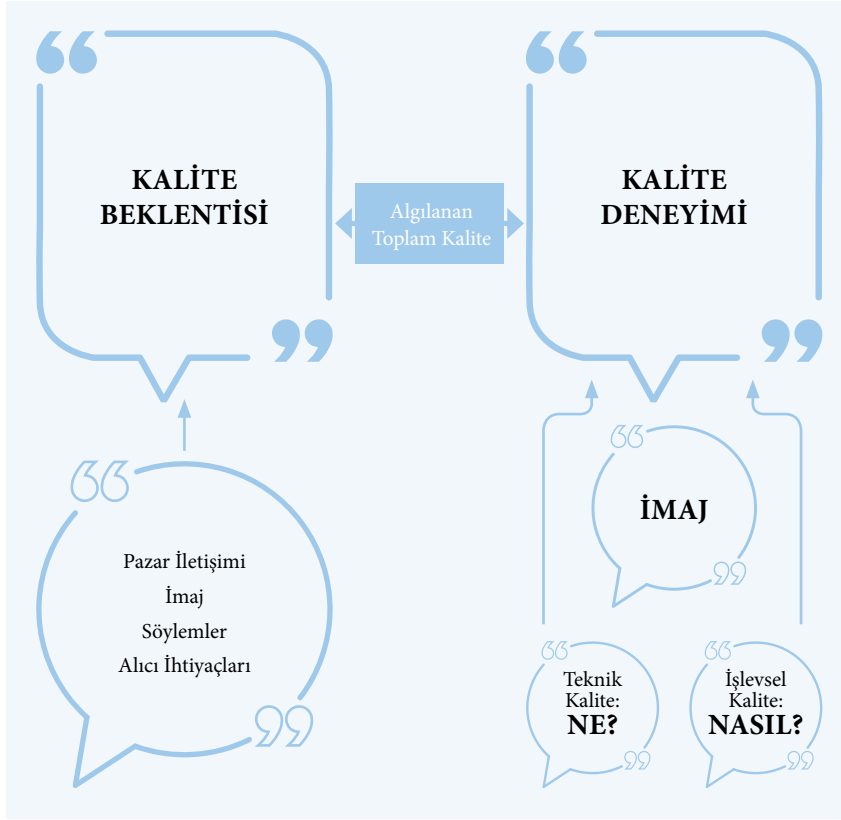 KALİTE
BEKLENTİSİ
Algılanan
Toplam Kalite
KALİTE
DENEYİMİ
Pazar İletişimi
İmaj
Söylemler
Alıcı İhtiyaçları
İMAJ
Teknik
Kalite:
NE?
İşlevsel
Kalite:
NASIL?